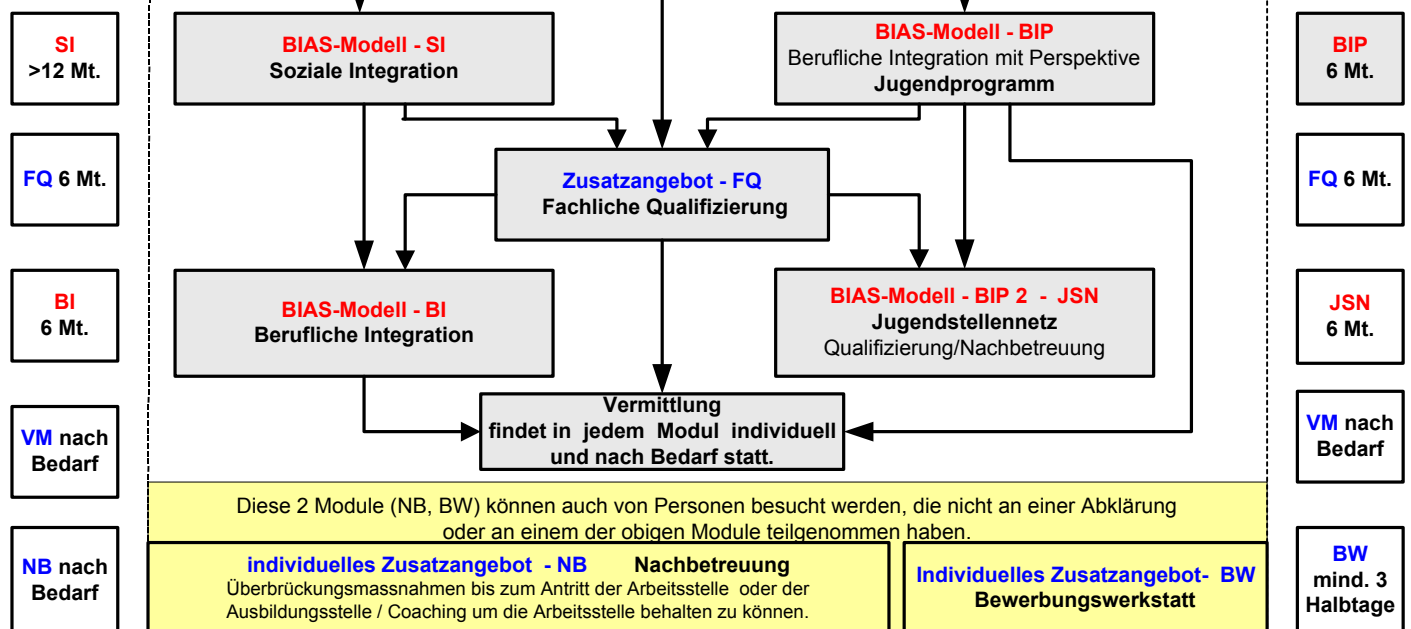 SI
>12 Mt.
BIAS-Modell - SI
Soziale Integration
BIAS-Modell - BIP
Berufliche Integration mit Perspektive
Jugendprogramm
BIP
6 Mt.
FQ 6 Mt.
Zusatzangebot - FQ
Fachliche Qualifizierung
FQ 6 Mt.
BI
6 Mt.
BIAS-Modell - BI
Berufliche Integration
BIAS-Modell - BIP 2 - JSN
Jugendstellennetz
Qualifizierung/Nachbetreuung
JSN
6 Mt.
VM nach
Bedarf
Vermittlung
findet in jedem Modul individuell
und nach Bedarf statt.
VM nach
Bedarf
Diese 2 Module (NB, BW) können auch von Personen besucht werden, die nicht an einer Abklärung
oder an einem der obigen Module teilgenommen haben.
NB nach
Bedarf
individuelles Zusatzangebot - NB Nachbetreuung
Überbrückungsmassnahmen bis zum Antritt der Arbeitsstelle oder der
Ausbildungsstelle / Coaching um die Arbeitsstelle behalten zu können.
Individuelles Zusatzangebot- BW
Bewerbungswerkstatt
BW
mind. 3
Halbtage